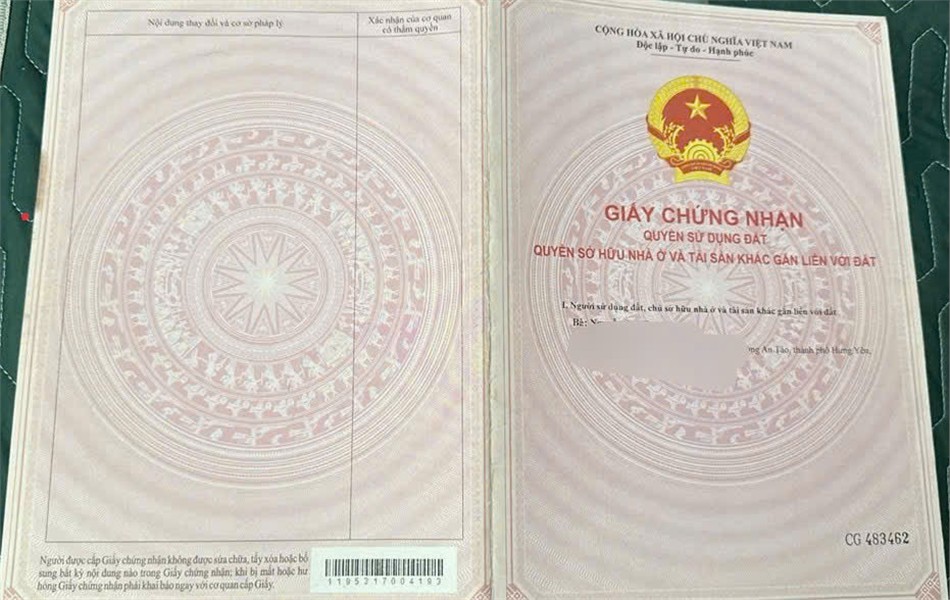 Nội dung thay đổi và cơ sở pháp lý
Xác nhận của cơ quan
có thẩm quyền
Người được cấp Giấy chứng nhận không được sửa chữa, tẩy xóa hoặc bổ
sung bất kỳ nội dung nào trong Giấy chứng nhận; khi bị mất hoặc hư
hỏng Giấy chứng nhận phải khai báo ngay với cơ quan cấp Giấy.
1195217004193
CỘNG HÒA XÃ HỘI CHỦ NGHĨA VIỆT NAM
Độc lập - Tự do - Hạnh phúc
GIẤY CHỨNG NHẬN
QUYỀN SỬ DỤNG ĐẤT
QUYỀN SỞ HỮU NHÀ Ở VÀ TÀI SẢN KHÁC GẮN LIỀN VỚI ĐẤT
I. Người sử dụng đất, chủ sở hữu nhà ở và tài sản khác gắn liền với đất
Bà:
An Tảo, thành phố Hưng Yên,
CG 483462